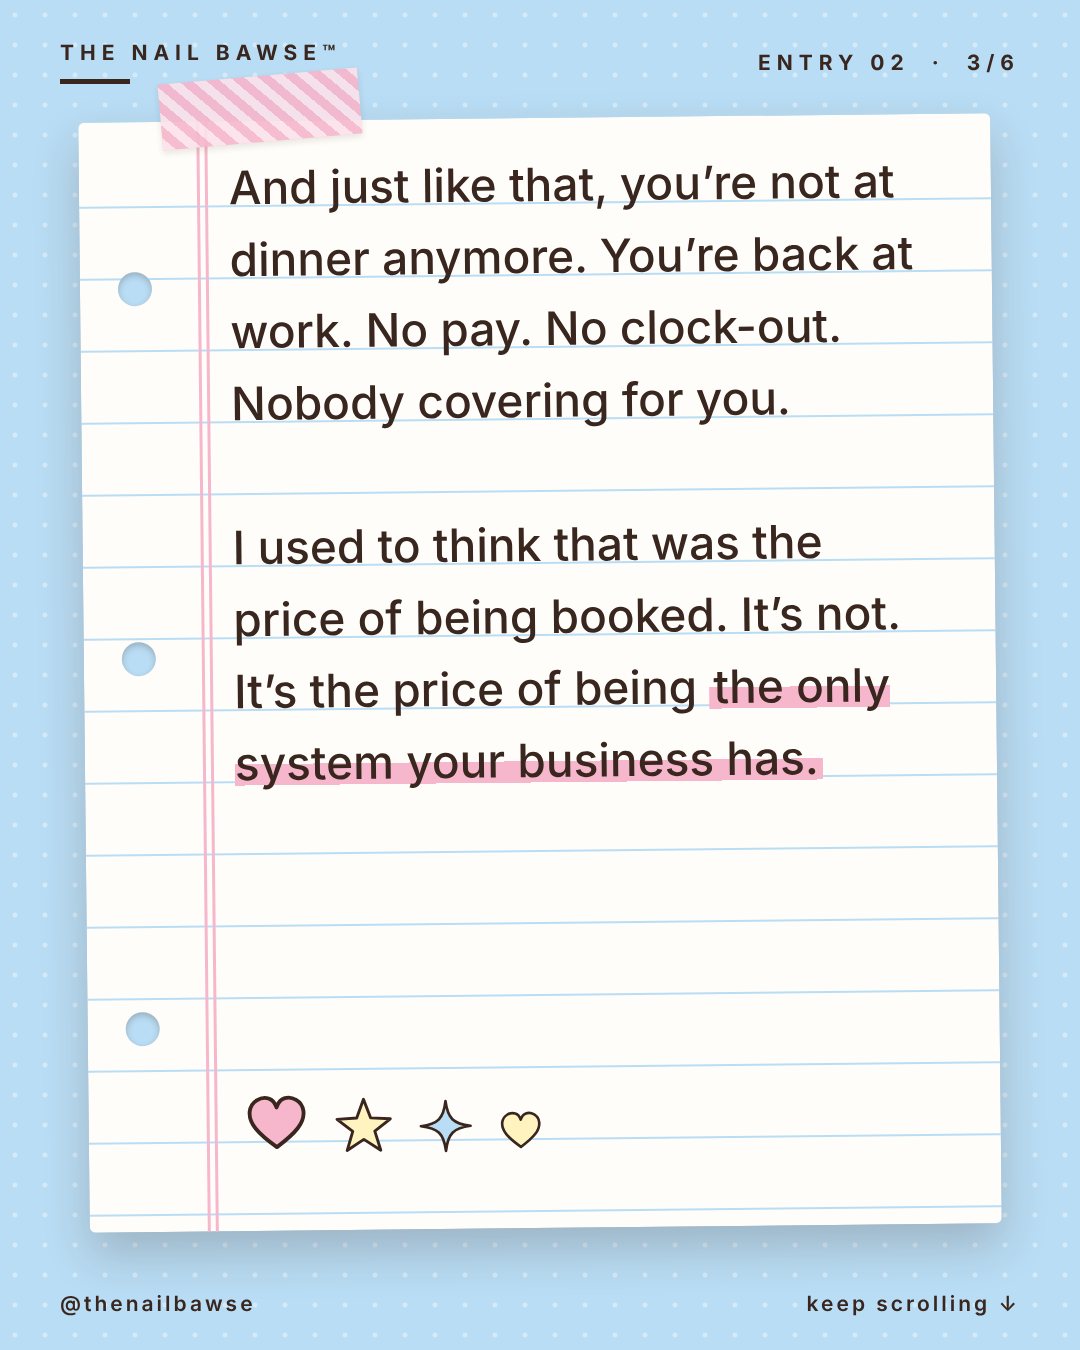 THE NAIL BAWSE™
ENTRY 02 · 3/6
And just like that, you’re not at
dinner anymore. You’re back at
work. No pay. No clock-out.
Nobody covering for you.
I used to think that was the
price of being booked. It’s not.
It’s the price of being the only
system your business has.
@thenailbawse
keep scrolling ↓